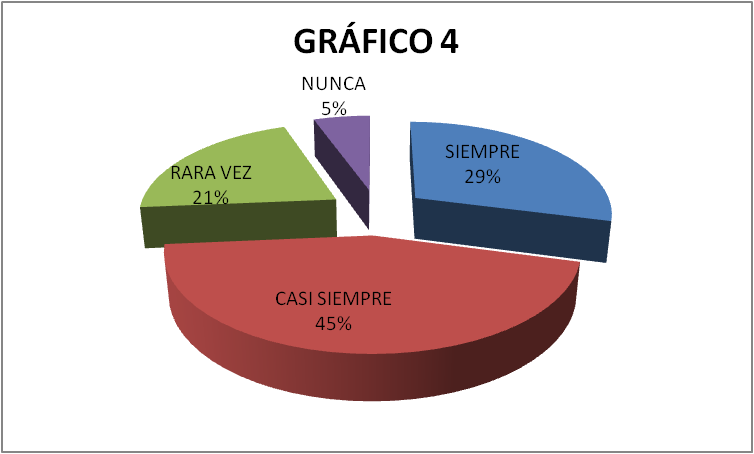 GRÁFICO 4
NUNCA
5%
SIEMPRE
29%
RARA VEZ
21%
CASI SIEMPRE
45%